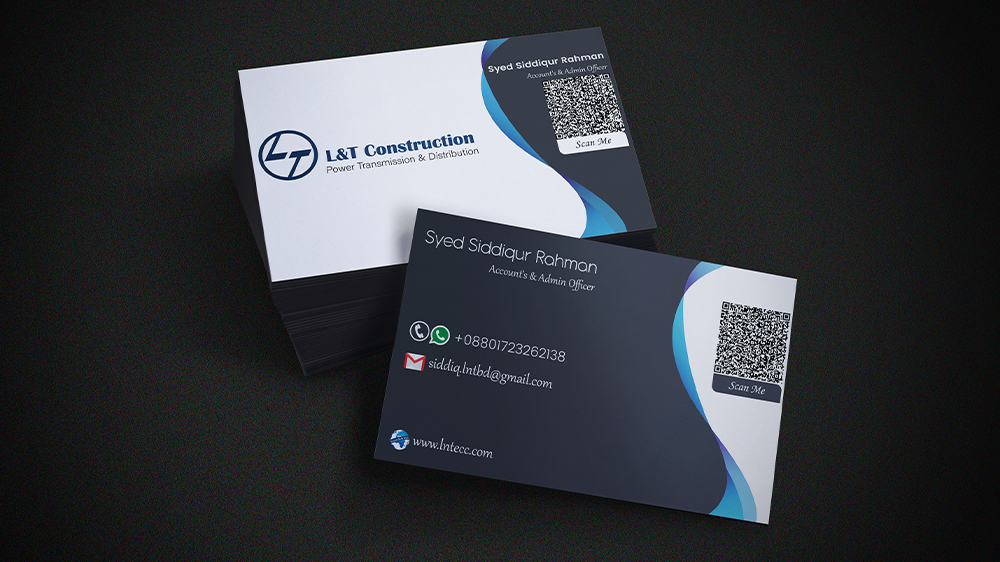 Syed Siddiqur Rahman
Account's & Admin Officer
Scan Me
LT
L&T Construction
Power Transmission & Distribution
Syed Siddiqur Rahman
Account's & Admin Officer
+08801723262138
siddiq.lntbd@gmail.com
www.lntecc.com
Scan Me